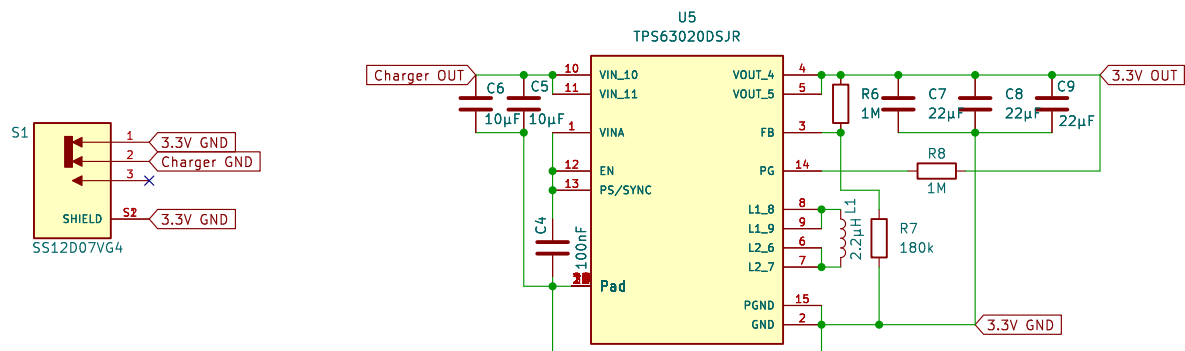 U5
TPS63020DSJR
Charger OUT
10
VIN_10
11
VIN_11
1
VINA
12
EN
13
PS/SYNC
Pad
VOUT_4
4
VOUT_5
5
FB
3
PG
14
L1_8
8
L1_9
9
L2_6
6
L2_7
7
PGND
15
GND
2
C6
10µF
C5
10µF
C4
100nF
R6
1M
C7
22µF
C8
22µF
C9
22µF
3.3V OUT
R8
1M
L1
2.2µH
R7
180k
3.3V GND
S1
1
3.3V GND
2
Charger GND
3
SHIELD
3.3V GND
SS12D07VG4